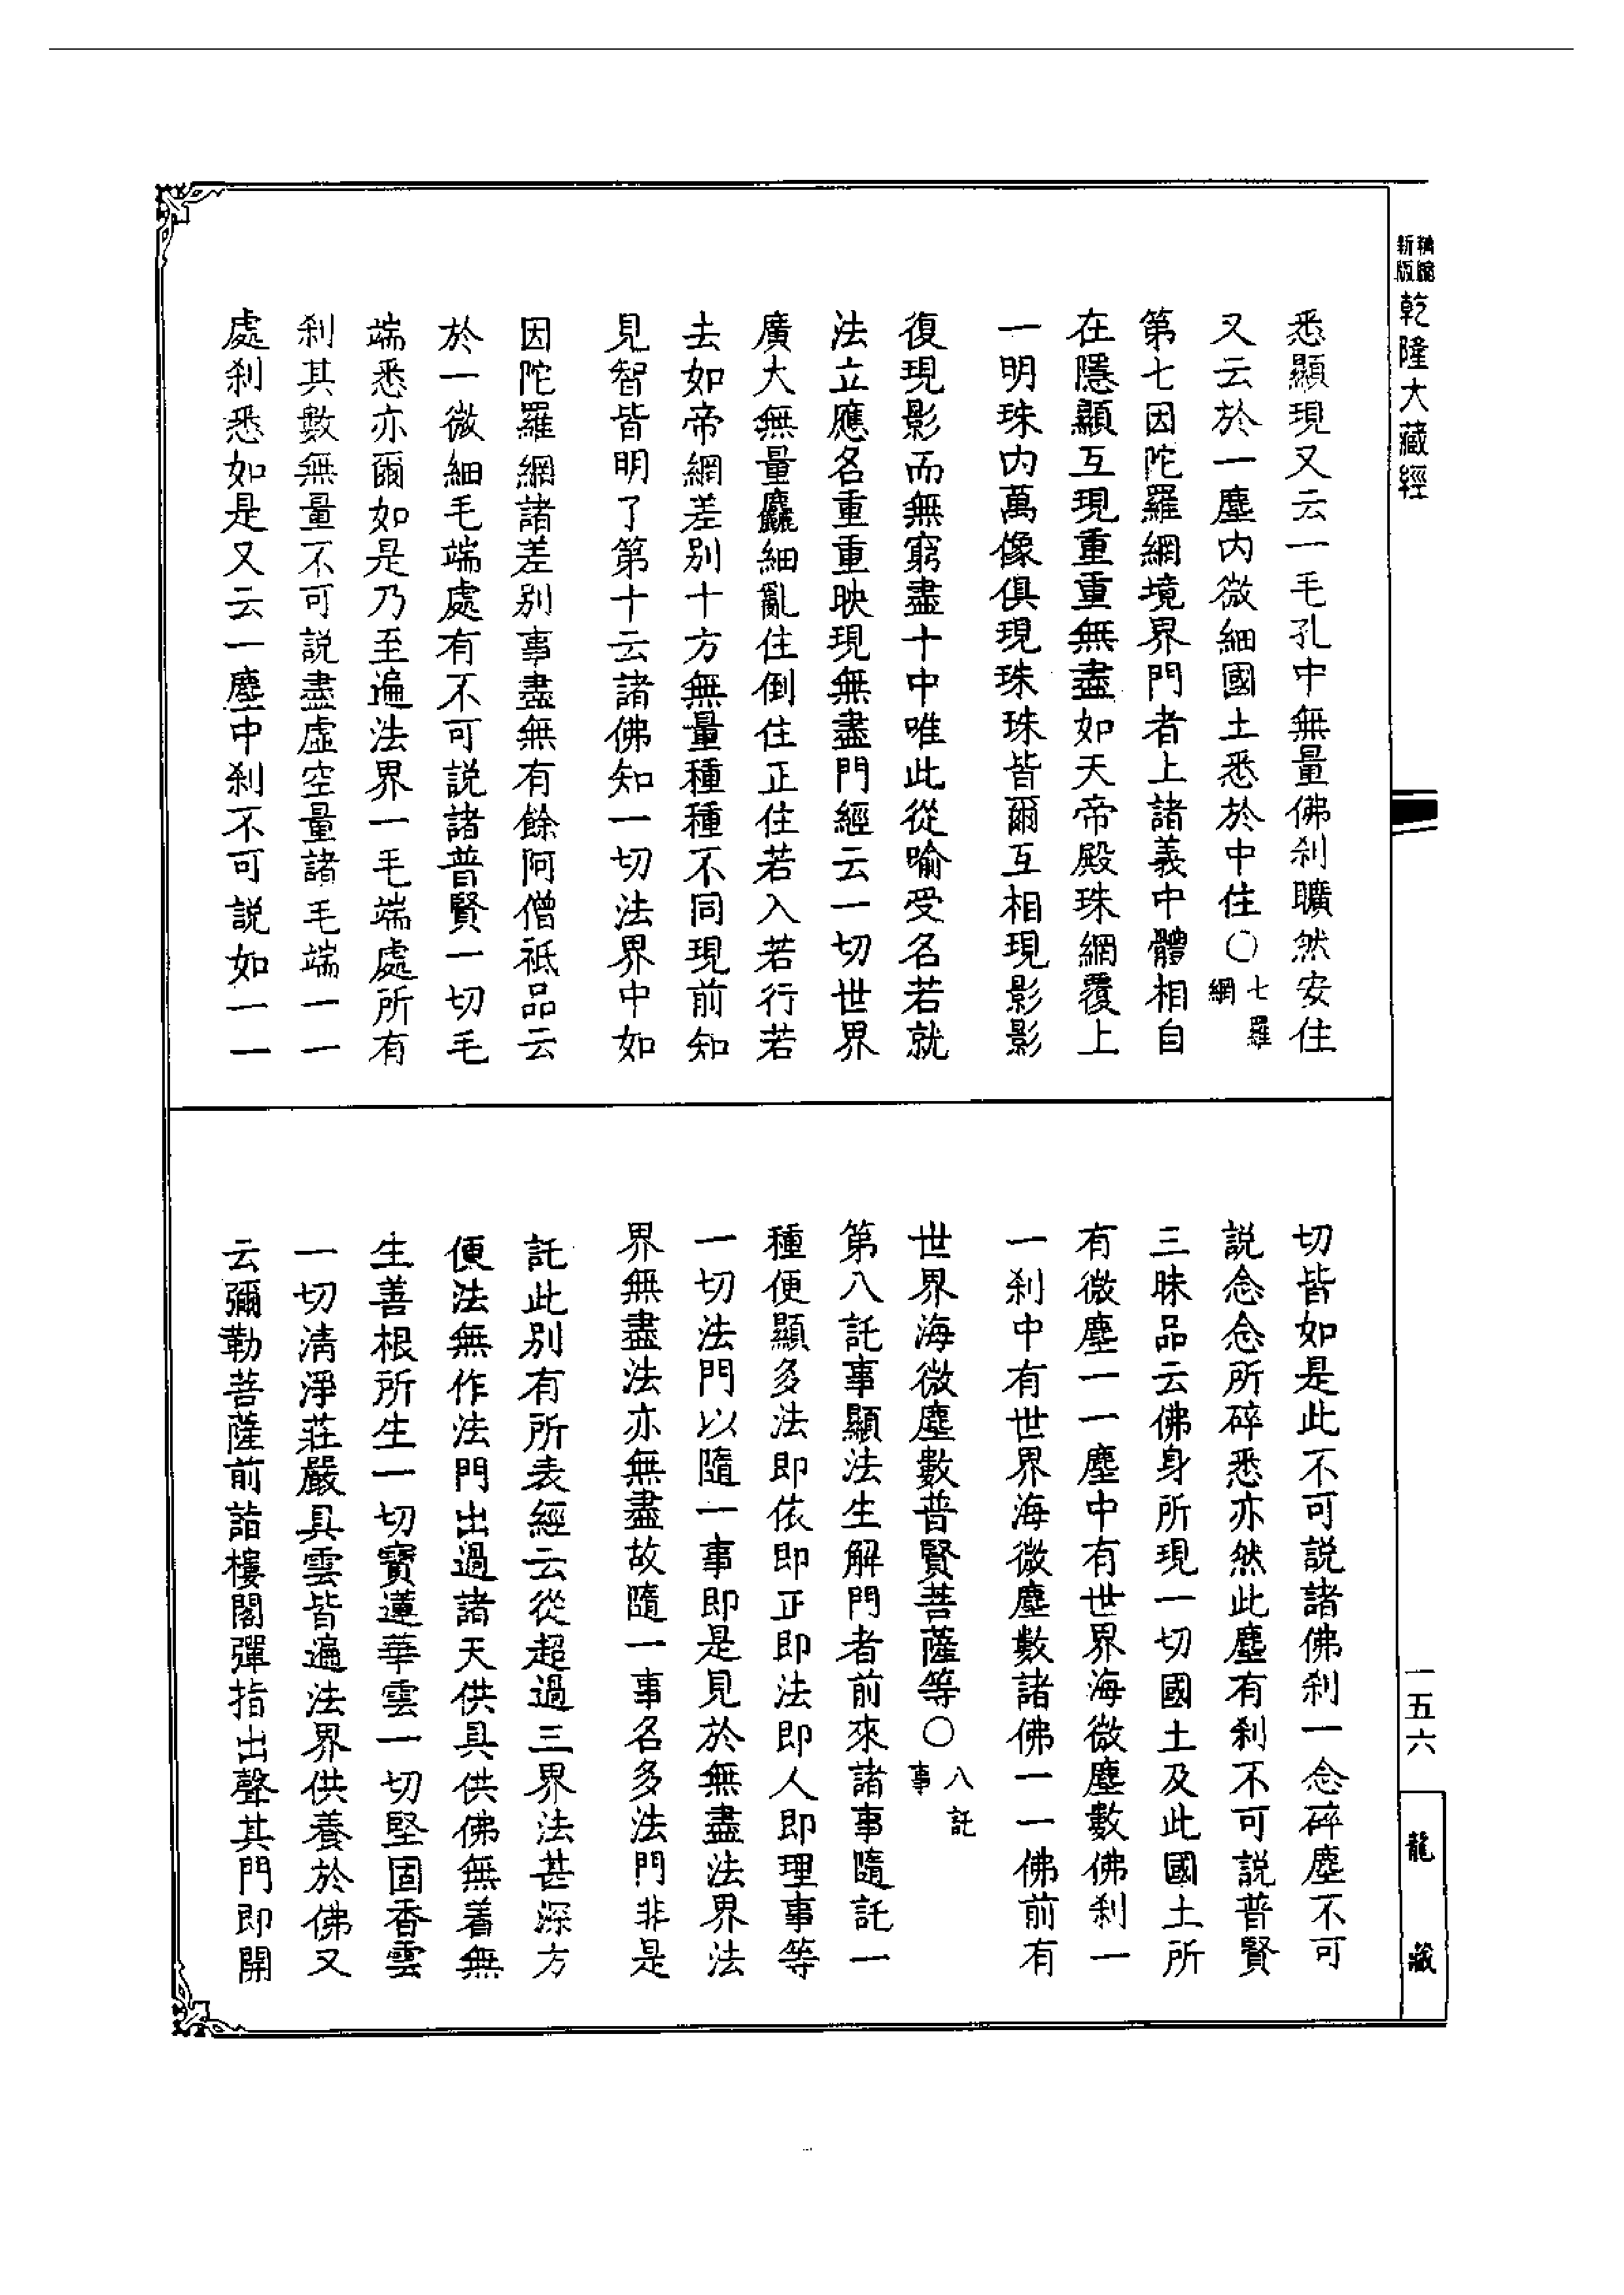 新版精縮
乾隆大藏經
悉顯現又云一毛孔中無量佛刹曠然安住
又云於一塵内微細國土悉於中住○七羅網
第七因陀羅網境界門者上諸義中體相自
在隱顯互現重重無盡如天帝殿珠網覆上
一明珠内萬像俱現珠珠皆爾互相現影影
復現影而無窮盡十中唯此從喻受名若就
法立應名重重映現無盡門經云一切世界
廣大無量麤細亂住倒住正住若入若行若
去如帝網差别十方無量種種不同現前知
見智皆明了第十云諸佛知一切法界中如
因陀羅網諸差别事盡無有餘阿僧祇品云
於一微細毛端處有不可説諸普賢一切毛
端悉亦爾如是乃至遍法界一毛端處所有
刹其數無量不可説盡虛空量諸毛端一一
處刹悉如是又云一塵中刹不可説如一一
切皆如是此不可説諸佛刹一念碎塵不可
説念念所碎悉亦然此塵有刹不可説普賢
三昧品云佛身所現一切國土及此國土所
有微塵一一塵中有世界海微塵數佛刹一
一刹中有世界海微塵數諸佛一一佛前有
世界海微塵數普賢菩薩等○八託事
第八託事顯法生解門者前來諸事隨託一
種便顯多法即依即正即法即人即理事等
一切法門以隨一事即是見於無盡法界法
界無盡法亦無盡故隨一事名多法門非是
託此别有所表經云從超過三界法甚深方
便法無作法門出過諸天供具供佛無着無
生善根所生一切寶蓮華雲一切堅固香雲
一切清淨莊嚴具雲皆遍法界供養於佛又
云彌勒菩薩前詣樓閣彈指出聲其門即開
一五六
龍藏